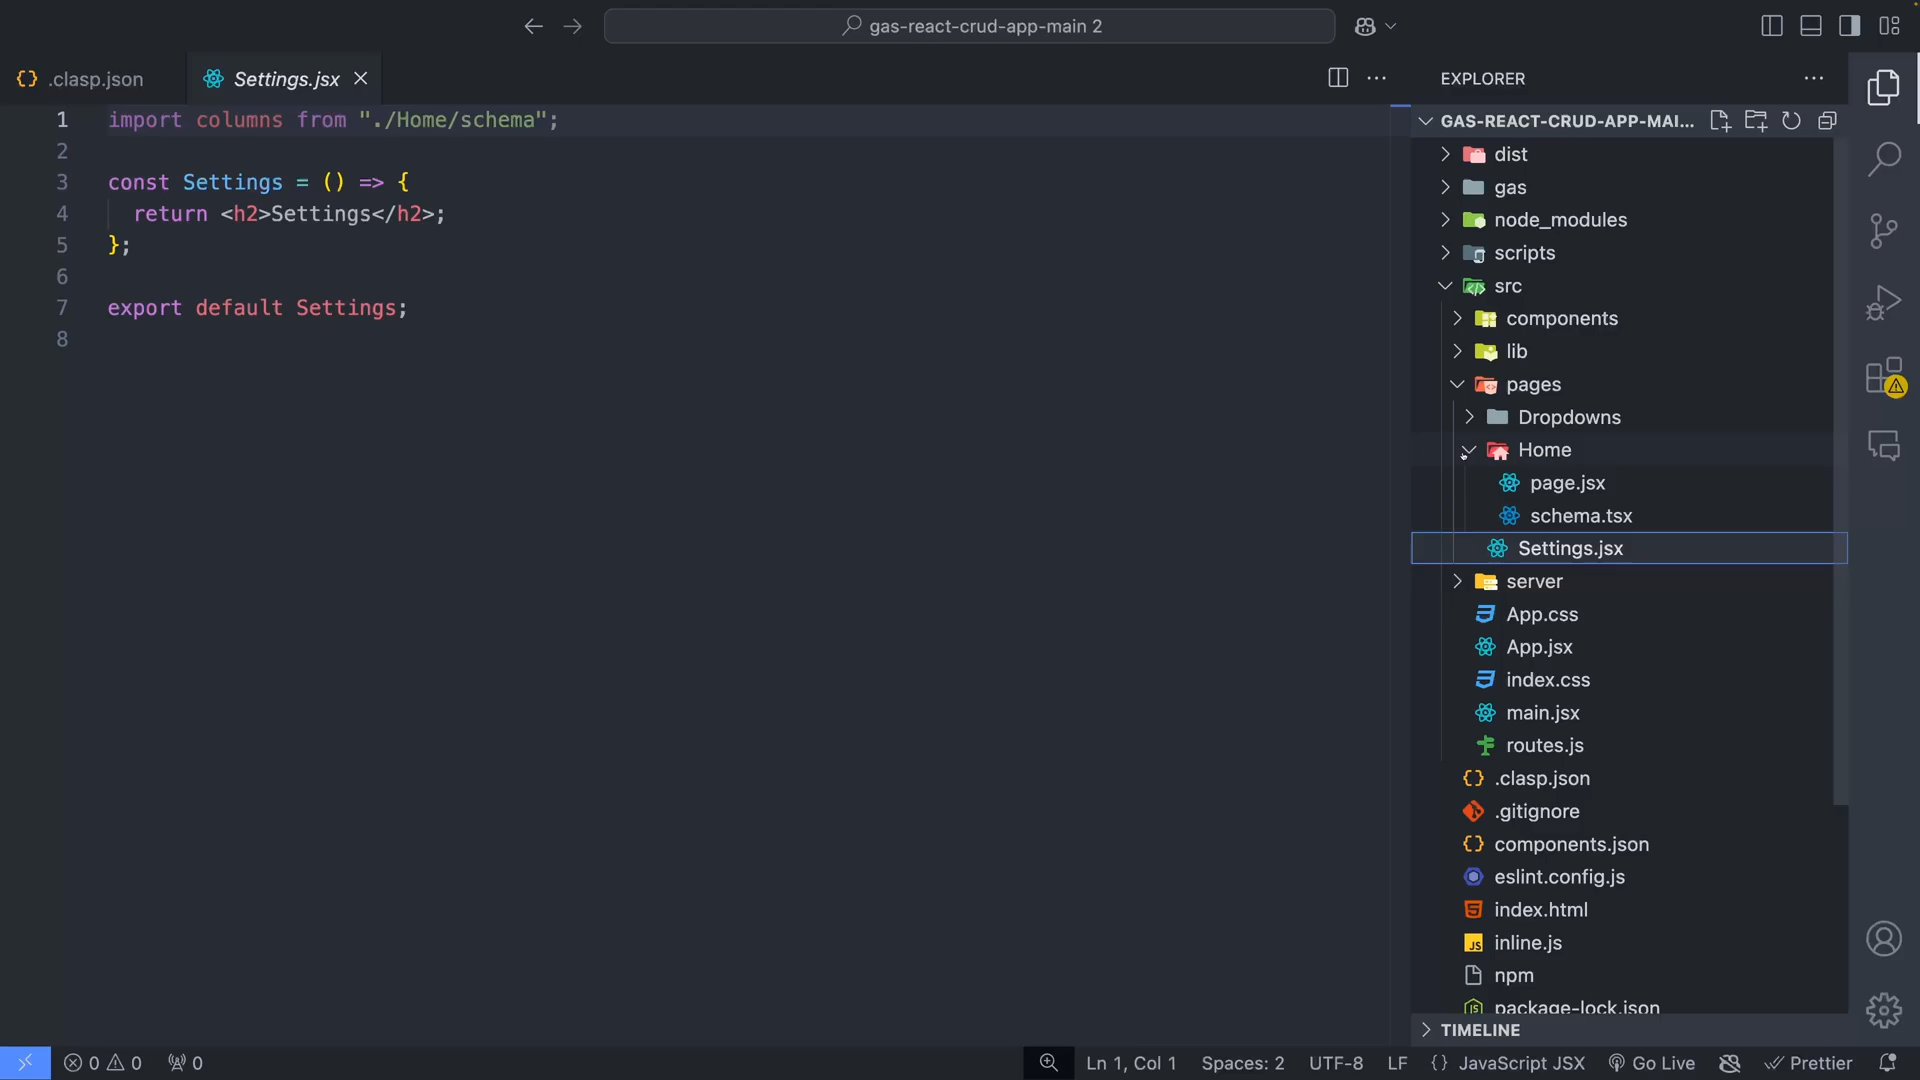 gas-react-crud-app-main 2
.clasp.json
Settings.jsx
EXPLORER
1 import columns from "./Home/schema";
2
3 const Settings = () => {
4 return <h2>Settings</h2>;
5 };
6
7 export default Settings;
8
GAS-REACT-CRUD-APP-MAI...
dist
gas
node_modules
scripts
src
components
lib
pages
Dropdowns
Home
page.jsx
schema.tsx
Settings.jsx
server
App.css
App.jsx
index.css
main.jsx
routes.js
.clasp.json
.gitignore
components.json
eslint.config.js
index.html
JS inline.js
npm
package-lock.json
TIMELINE
0 0 0 Ln 1, Col 1 Spaces: 2 UTF-8 LF {} JavaScript JSX Go Live Prettier